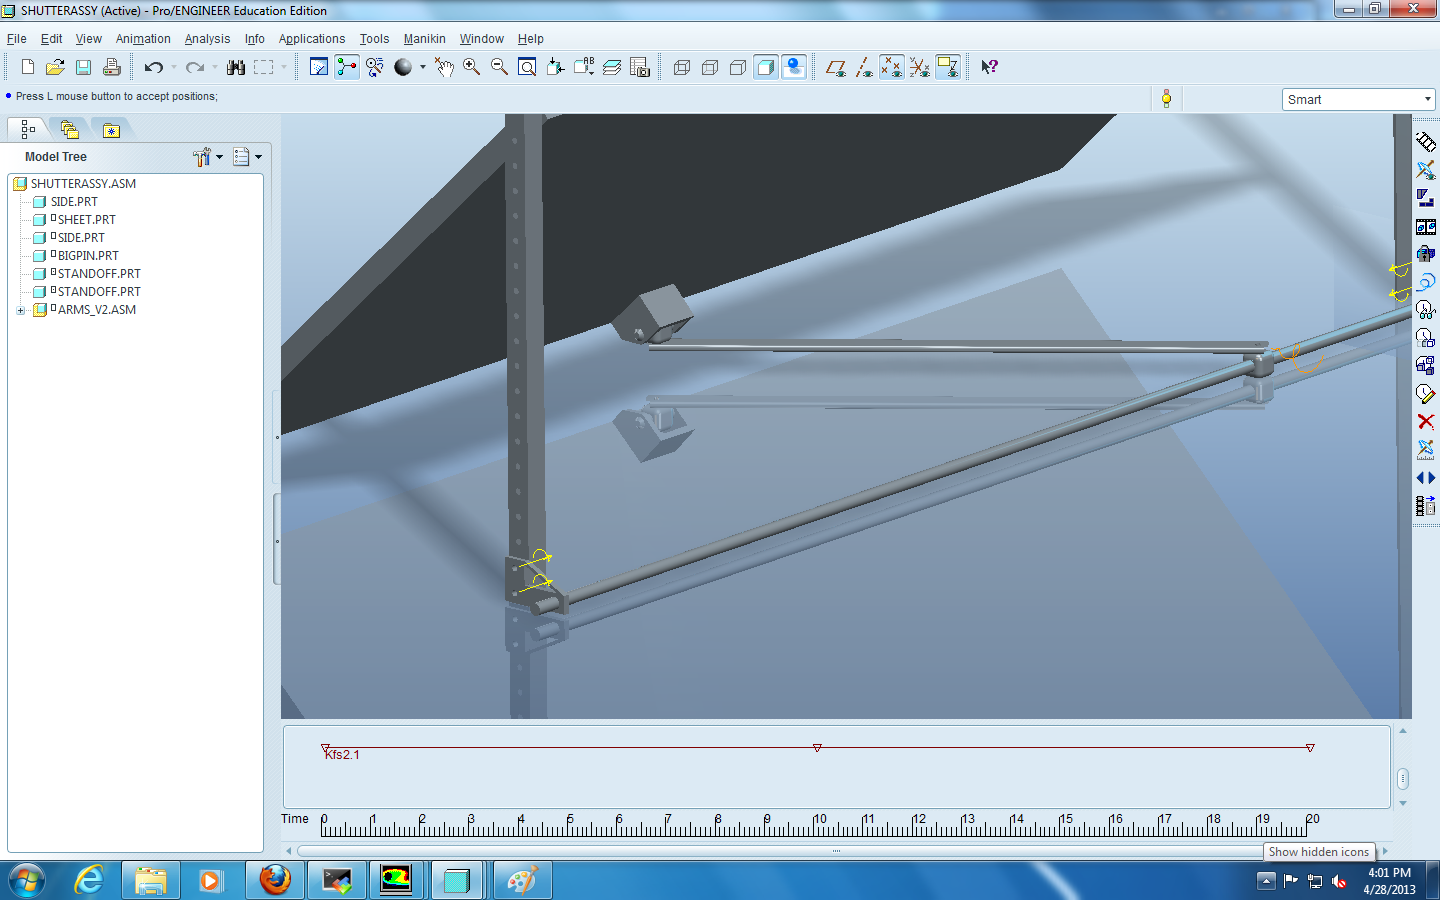 SHUTTERASSY (Active) - Pro/ENGINEER Education Edition
File Edit View Animation Analysis Info Applications Tools Manikin Window Help
Press L mouse button to accept positions;
Smart
Model Tree
SHUTTERASSY.ASM
SIDE.PRT
SHEET.PRT
SIDE.PRT
BIGPIN.PRT
STANDOFF.PRT
STANDOFF.PRT
ARMS_V2.ASM
Kfs2.1
Time 0 1 2 3 4 5 6 7 8 9 10 11 12 13 14 15 16 17 18 19 20
Show hidden icons
4:01 PM
4/28/2013